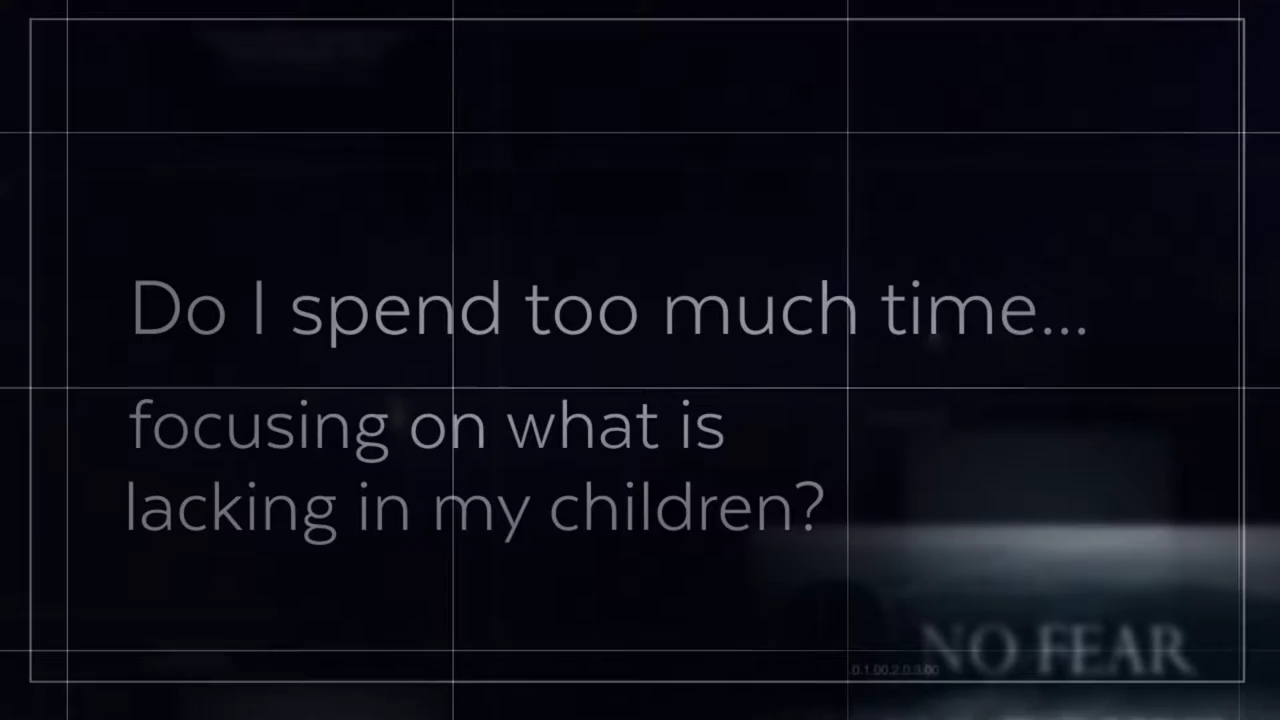 Do I spend too much time...
focusing on what is
lacking in my children?
NO FEAR